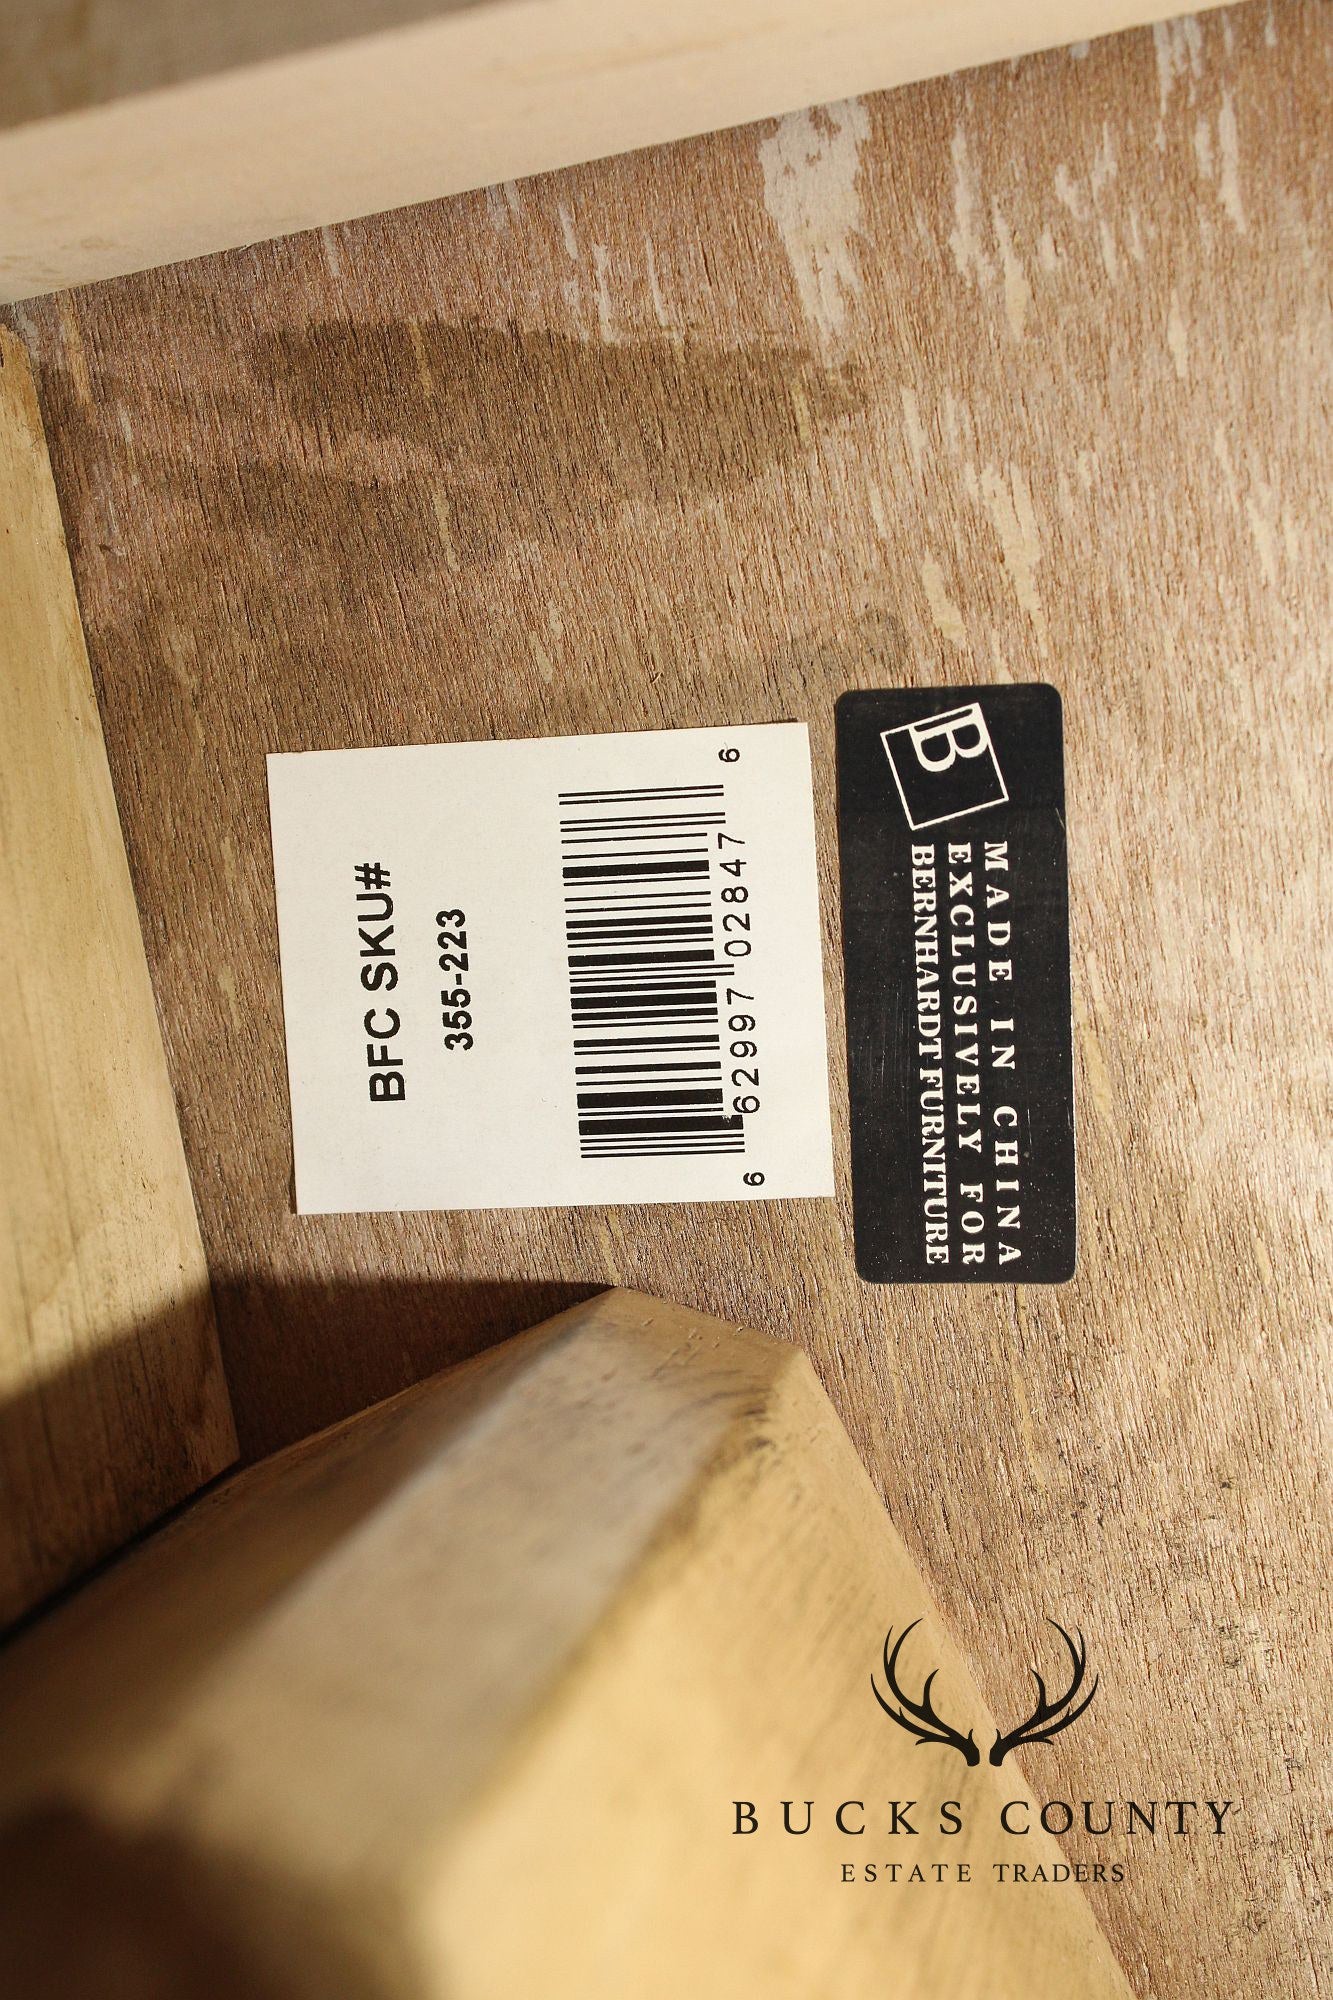 BFC SKU#
355-223
6 62997 02847 6
B
MADE IN CHINA
EXCLUSIVELY FOR
BERNHARDT FURNITURE
BUCKS COUNTY
ESTATE TRADERS